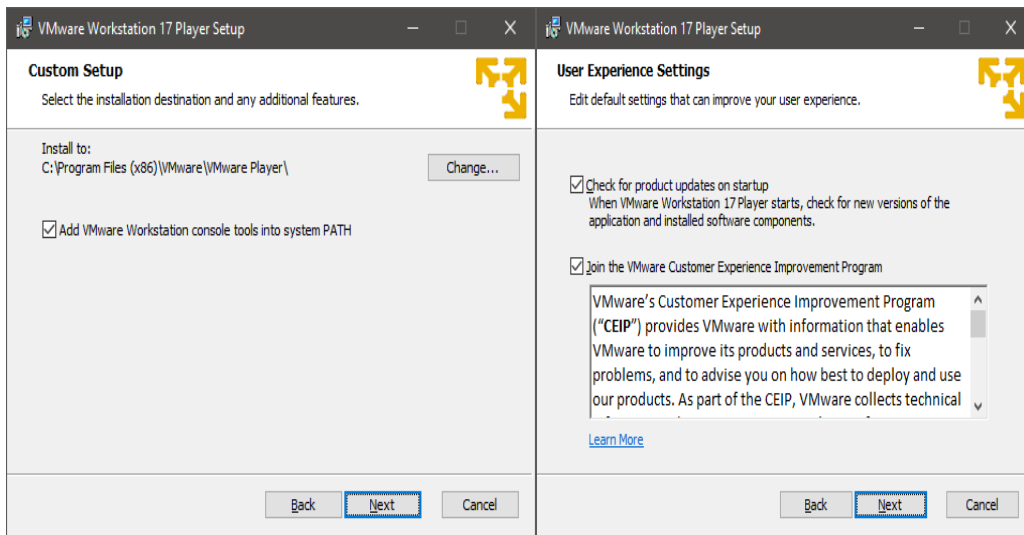 VMware Workstation 17 Player Setup
Custom Setup
Select the installation destination and any additional features.
Install to:
C:\Program Files (x86)\VMware\VMware Player\
Change...
Add VMware Workstation console tools into system PATH
Back
Next
Cancel
VMware Workstation 17 Player Setup
User Experience Settings
Edit default settings that can improve your user experience.
Check for product updates on startup
When VMware Workstation 17 Player starts, check for new versions of the
application and installed software components.
Join the VMware Customer Experience Improvement Program
VMware's Customer Experience Improvement Program
("CEIP") provides VMware with information that enables
VMware to improve its products and services, to fix
problems, and to advise you on how best to deploy and use
our products. As part of the CEIP, VMware collects technical
Learn More
Back
Next
Cancel